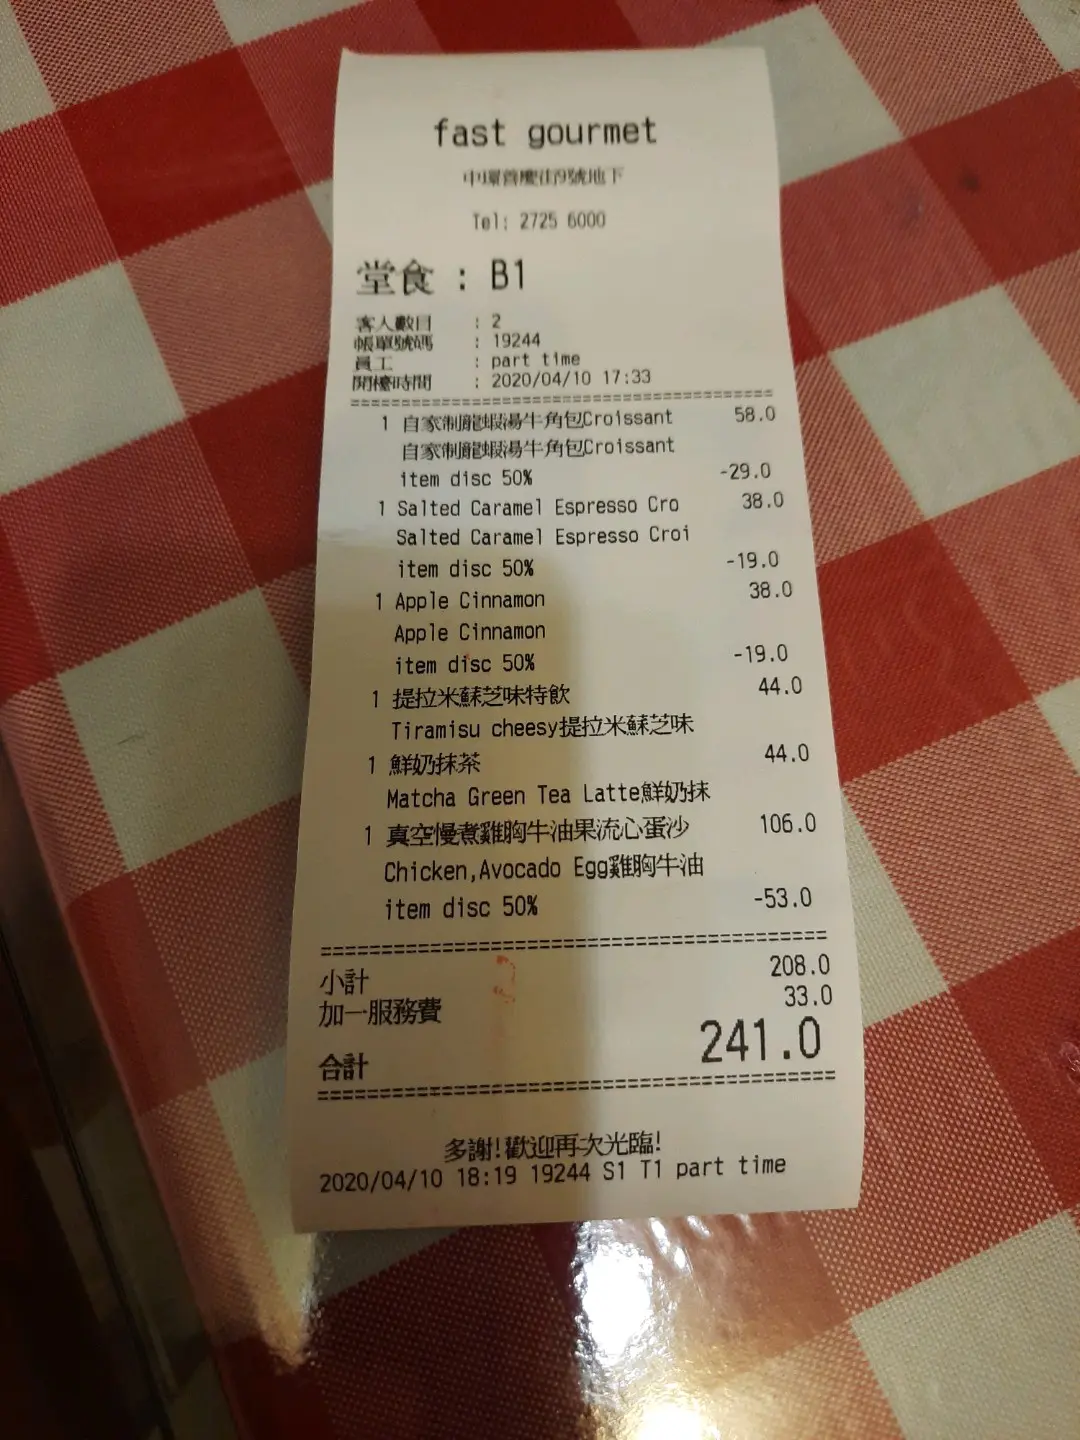 fast gourmet
中環善慶街9號地下
Tel: 2725 6000
堂食 : B1
客人數目 : 2
帳單號碼 : 19244
員工 : part time
開檯時間 : 2020/04/10 17:33
1 自家制龍蝦湯牛角包Croissant 58.0
自家制龍蝦湯牛角包Croissant
item disc 50% -29.0
1 Salted Caramel Espresso Cro 38.0
Salted Caramel Espresso Croi
item disc 50% -19.0
1 Apple Cinnamon 38.0
Apple Cinnamon
item disc 50% -19.0
1 提拉米蘇芝味特飲 44.0
Tiramisu cheesy提拉米蘇芝味
1 鮮奶抹茶 44.0
Matcha Green Tea Latte鮮奶抹
1 真空慢煮雞胸牛油果流心蛋沙 106.0
Chicken,Avocado Egg雞胸牛油
item disc 50% -53.0
小計 208.0
加一服務費 33.0
合計 241.0
多謝!歡迎再次光臨!
2020/04/10 18:19 19244 S1 T1 part time